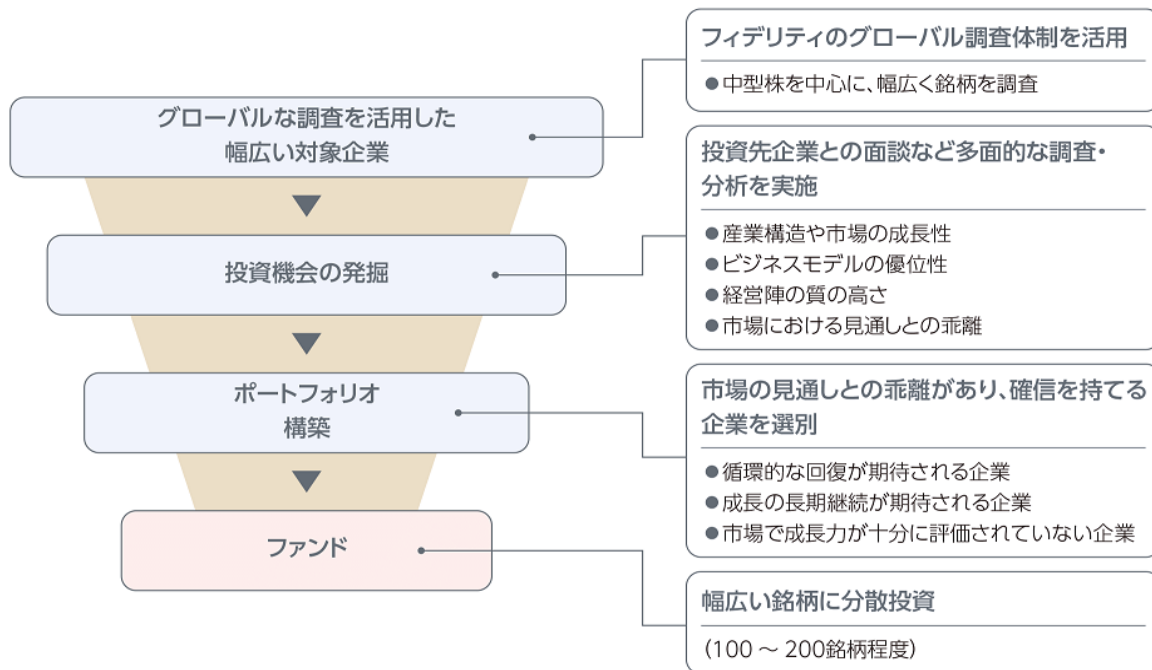 グローバルな調査を活用した
幅広い対象企業
投資機会の発掘
ポートフォリオ
構築
ファンド
フィデリティのグローバル調査体制を活用
●中型株を中心に、幅広く銘柄を調査
投資先企業との面談など多面的な調査・
分析を実施
●産業構造や市場の成長性
●ビジネスモデルの優位性
●経営陣の質の高さ
●市場における見通しとの乖離
市場の見通しとの乖離があり、確信を持てる
企業を選別
●循環的な回復が期待される企業
●成長の長期継続が期待される企業
●市場で成長力が十分に評価されていない企業
幅広い銘柄に分散投資
(100 ～ 200銘柄程度)